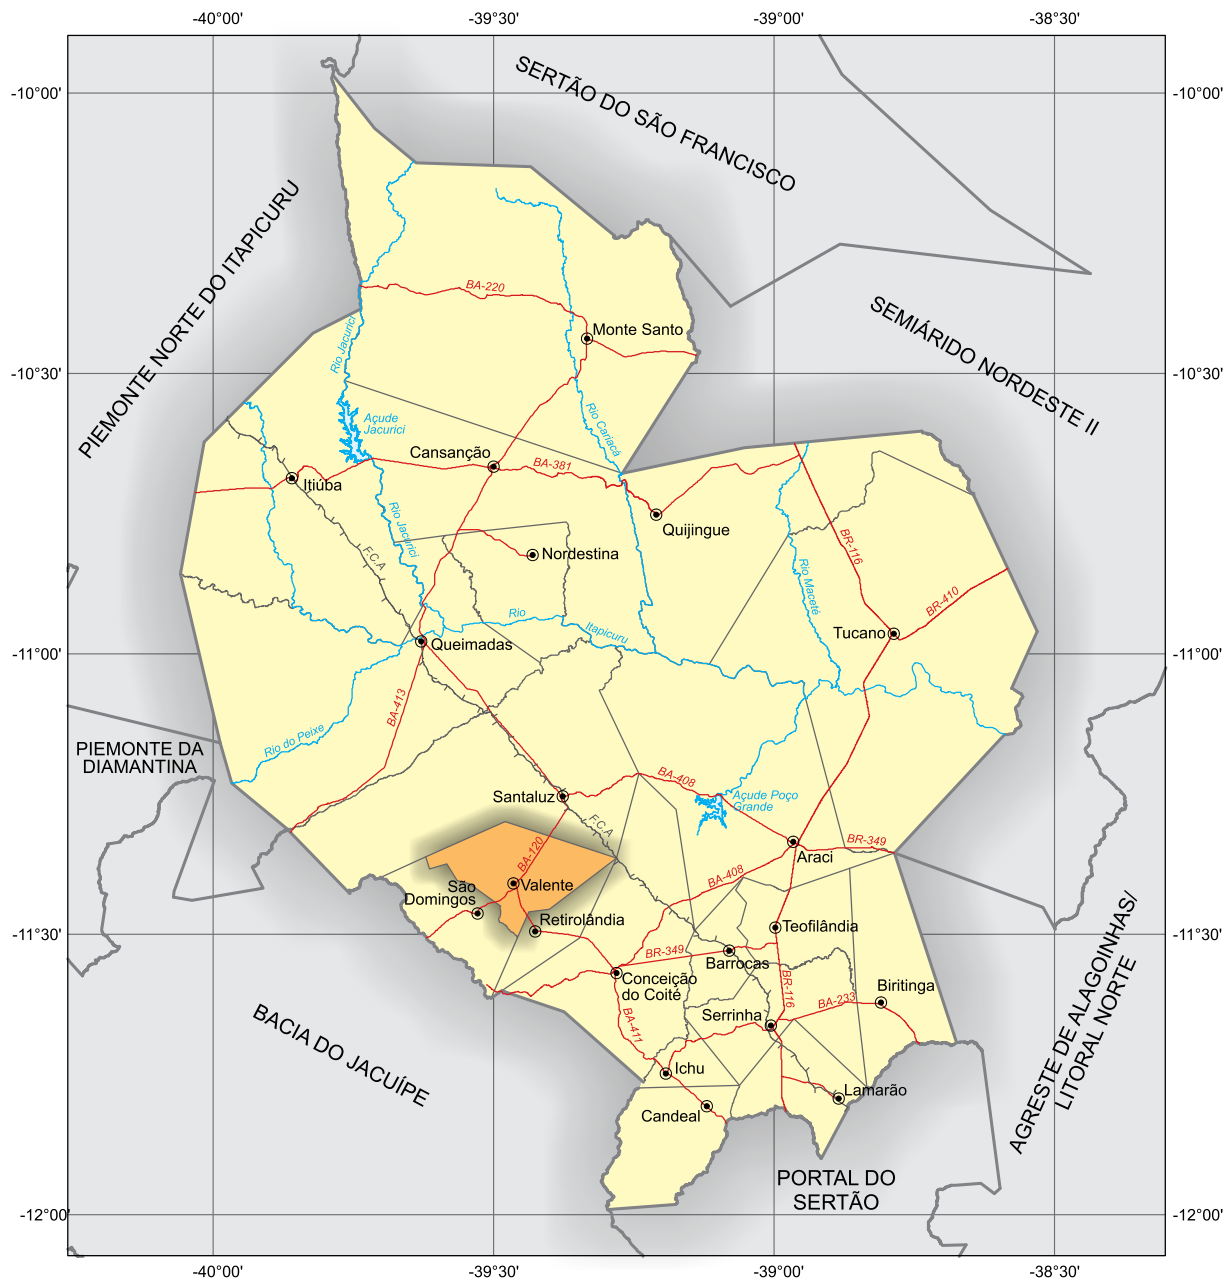 -40°00'
-39°30'
-39°00'
-38°30'
-10°00'
-10°00'
SERTÃO DO SÃO FRANCISCO
PIEMONTE NORTE DO ITAPICURU
BA-220
SEMIÁRIDO NORDESTE II
Rio Jacurici
Monte Santo
-10°30'
-10°30'
Açude
Jacurici
Rio Cariacá
Cansanção
BA-381
Itiúba
Quijingue
Rio Jacurici
F.C.A
Nordestina
BR-116
Rio Maceté
BR-410
Rio
Itapicuru
Tucano
Queimadas
-11°00'
-11°00'
BA-413
Rio do Peixe
PIEMONTE DA
DIAMANTINA
BA-408
Santaluz
Açude Poço
Grande
F.C.A
BA-120
BR-349
Araci
BA-408
Valente
São
Domingos
Retirolândia
Teofilândia
-11°30'
-11°30'
BR-349
Barrocas
Conceição
do Coité
BR-116
Biritinga
BA-233
Serrinha
BA-411
BACIA DO JACUÍPE
AGRESTE DE ALAGOINHAS/
LITORAL NORTE
Ichu
Lamarão
Candeal
PORTAL DO
SERTÃO
-12°00'
-12°00'
-40°00'
-39°30'
-39°00'
-38°30'